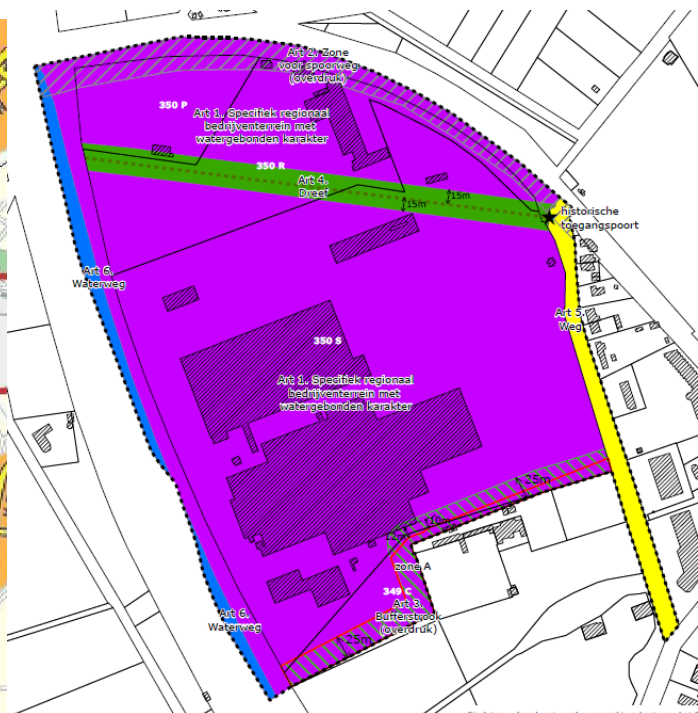 Art 2. Zone
voor spoorweg
(overdruk)
350 P
Art 1. Specifiek regionaal
bedrijventerrein met
watergebonden karakter
350 R
Art 4.
Dreef
15m
15m
historische
toegangspoort
Art 6.
Waterweg
Art 5.
Weg
350 S
Art 1. Specifiek regionaal
bedrijventerrein met
watergebonden karakter
25m
10m
12m
zone A
349 C
Art 3.
Bufferstrook
(overdruk)
Art 6.
Waterweg
25m